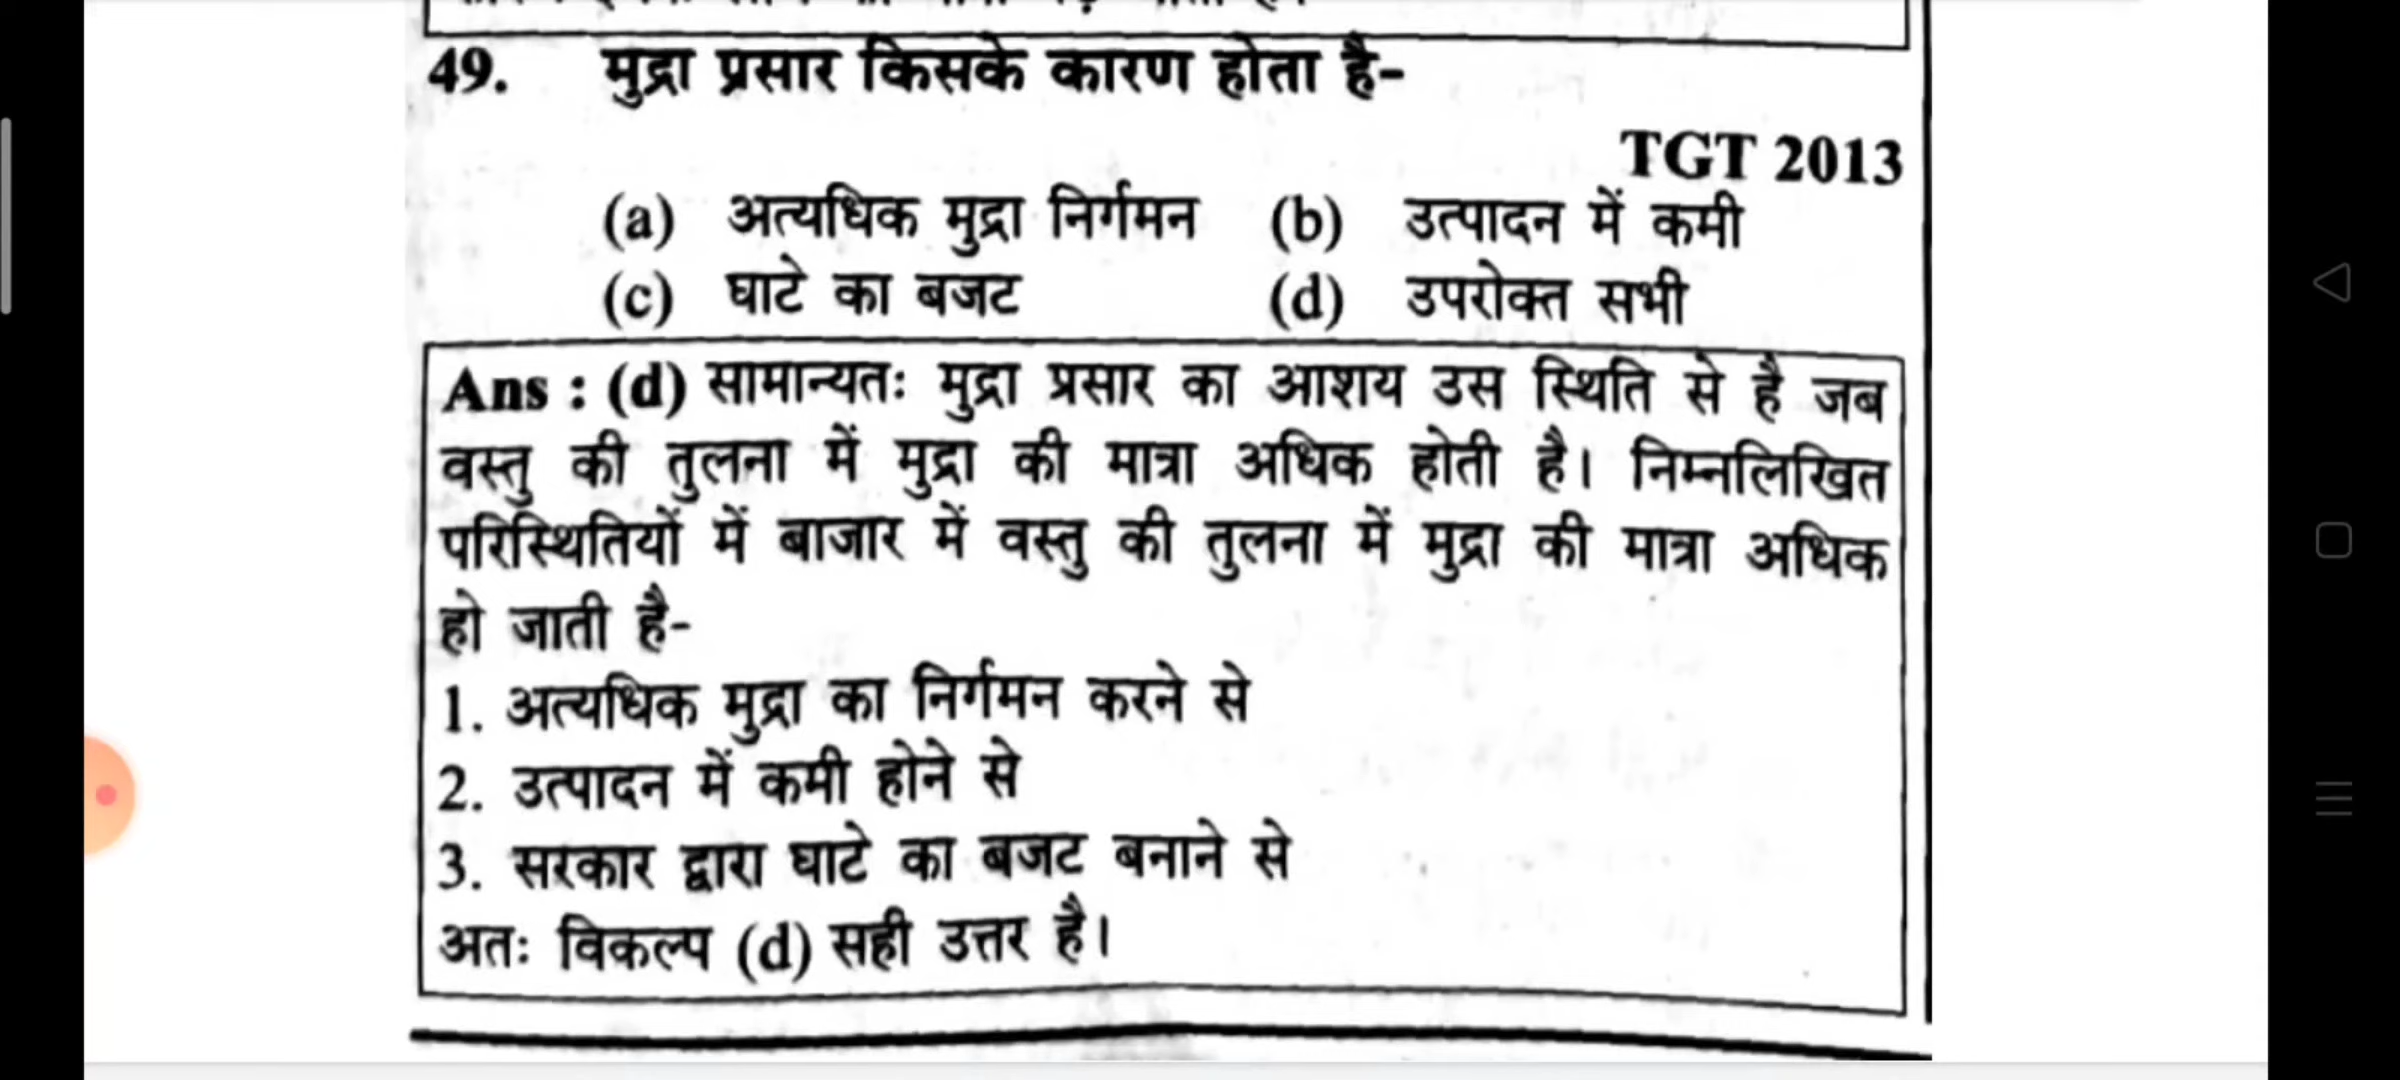 49. मुद्रा प्रसार किसके कारण होता है-
TGT 2013
(a) अत्यधिक मुद्रा निर्गमन (b) उत्पादन में कमी
(c) घाटे का बजट (d) उपरोक्त सभी
Ans : (d) सामान्यतः मुद्रा प्रसार का आशय उस स्थिति से है जब
वस्तु की तुलना में मुद्रा की मात्रा अधिक होती है। निम्नलिखित
परिस्थितियों में बाजार में वस्तु की तुलना में मुद्रा की मात्रा अधिक
हो जाती है-
1. अत्यधिक मुद्रा का निर्गमन करने से
2. उत्पादन में कमी होने से
3. सरकार द्वारा घाटे का बजट बनाने से
अतः विकल्प (d) सही उत्तर है।